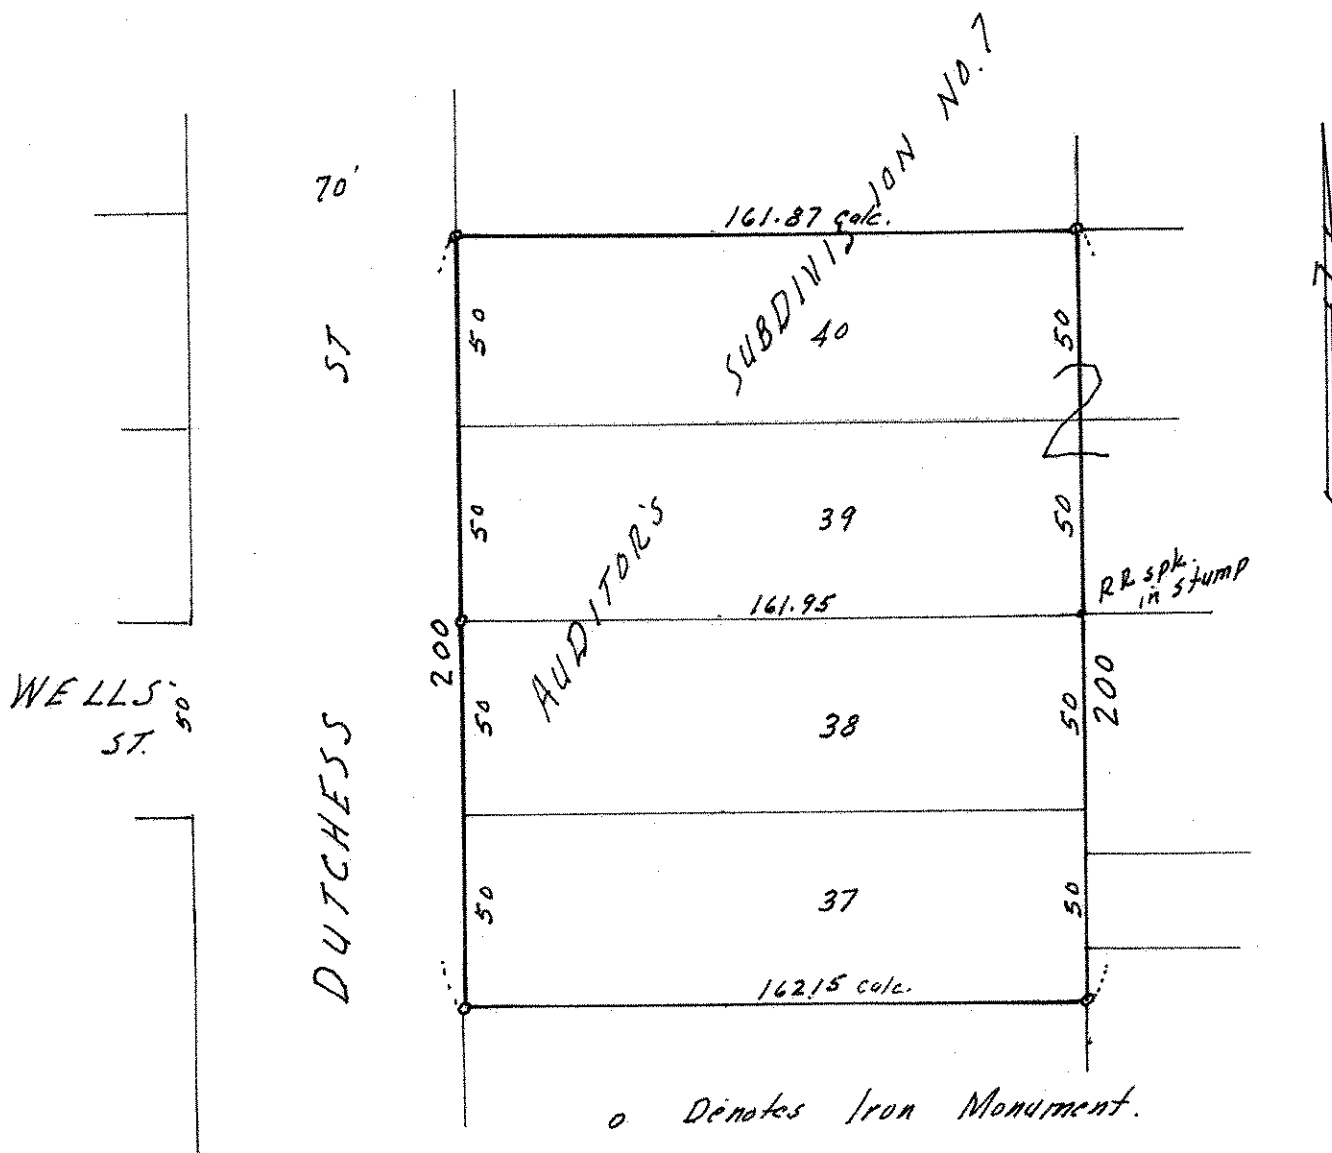 70'
ST
DUTCHESS
WELLS
ST.
50
161.87 calc.
AUDITOR'S SUBDIVISION NO. 7
50
40
50
2
50
39
50
161.95
RR spk.
in stump
200
50
38
50
200
50
37
50
162.15 calc.
o Denotes Iron Monument.